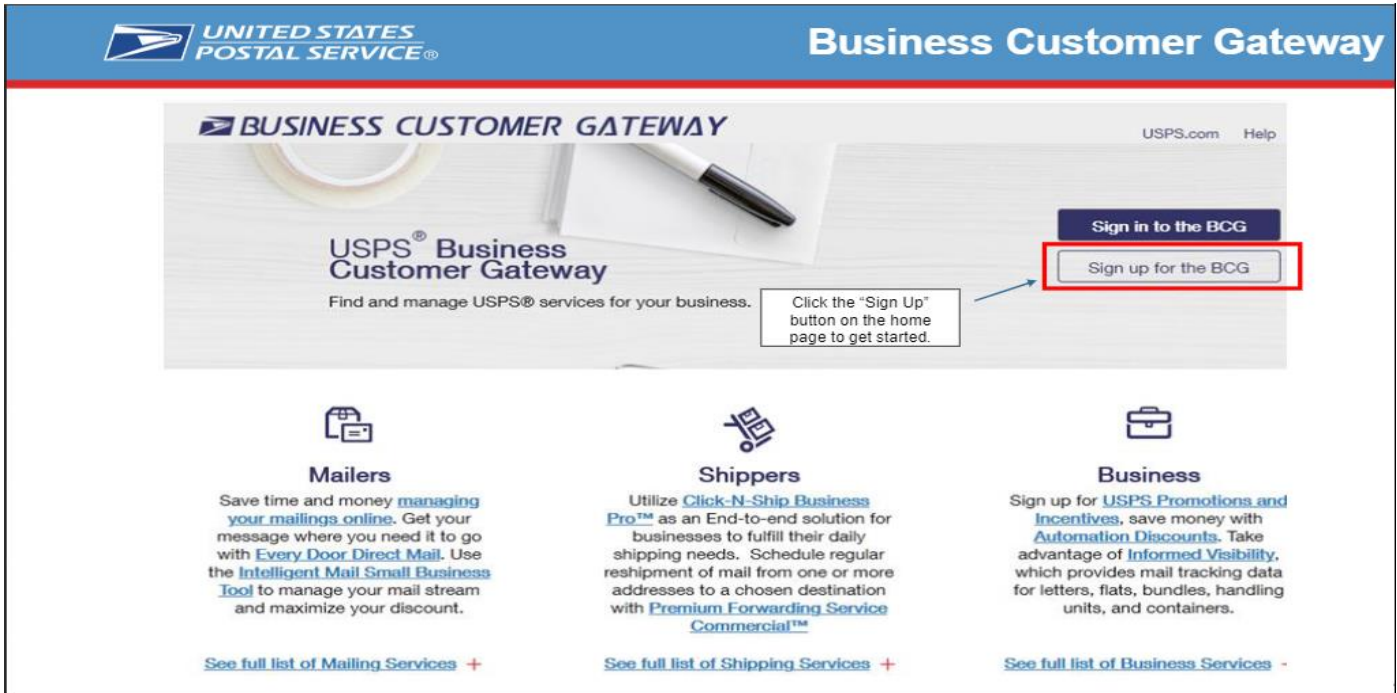 UNITED STATES
POSTAL SERVICE®
Business Customer Gateway
BUSINESS CUSTOMER GATEWAY
USPS.com Help
Sign in to the BCG
Sign up for the BCG
USPS® Business
Customer Gateway
Find and manage USPS® services for your business.
Click the “Sign Up”
button on the home
page to get started.
Mailers
Save time and money managing
your mailings online. Get your
message where you need it to go
with Every Door Direct Mail. Use
the Intelligent Mail Small Business
Tool to manage your mail stream
and maximize your discount.
See full list of Mailing Services +
Shippers
Utilize Click-N-Ship Business
Pro™ as an End-to-end solution for
businesses to fulfill their daily
shipping needs. Schedule regular
reshipment of mail from one or more
addresses to a chosen destination
with Premium Forwarding Service
Commercial™
See full list of Shipping Services +
Business
Sign up for USPS Promotions and
Incentives, save money with
Automation Discounts. Take
advantage of Informed Visibility,
which provides mail tracking data
for letters, flats, bundles, handling
units, and containers.
See full list of Business Services -